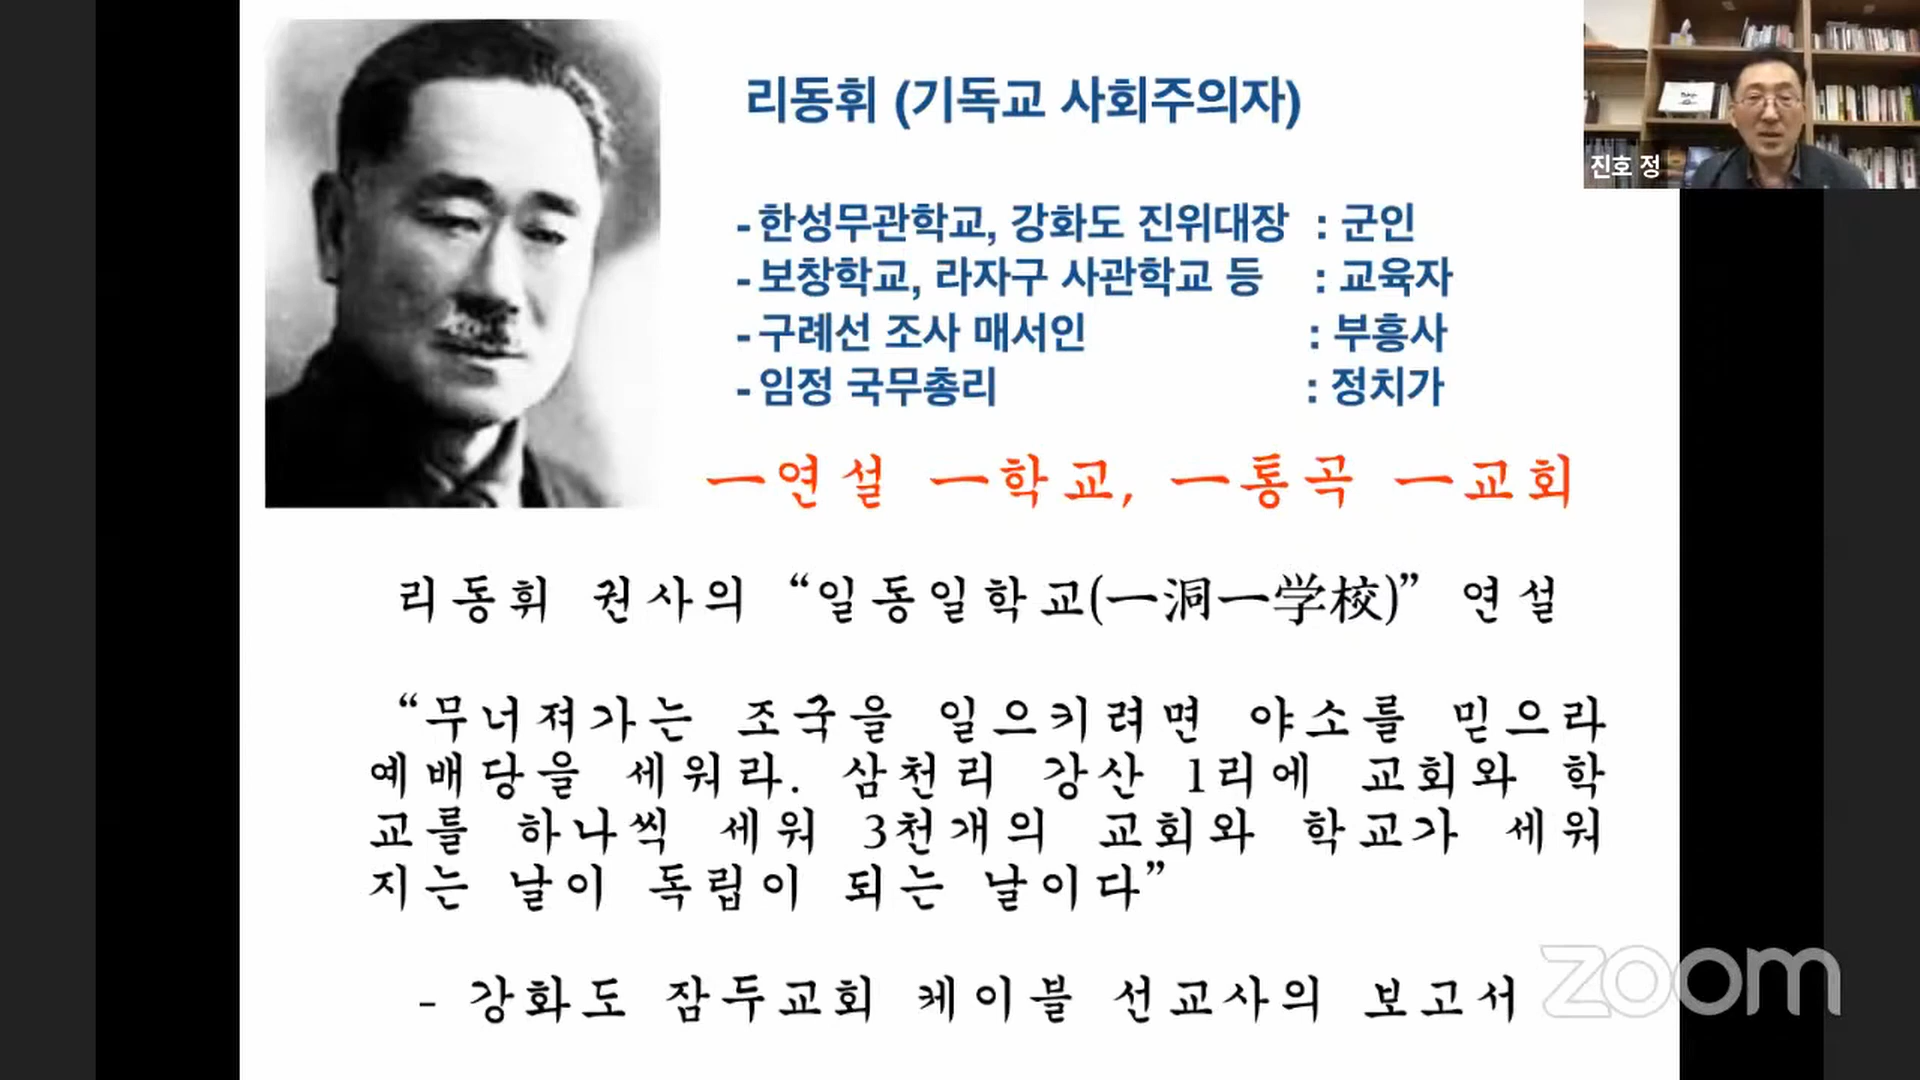 리동휘 (기독교 사회주의자)
진호 정
- 한성무관학교, 강화도 진위대장 : 군인
- 보창학교, 라자구 사관학교 등 : 교육자
- 구례선 조사 매서인 : 부흥사
- 임정 국무총리 : 정치가
一연설 一학교, 一통곡 一교회
리동휘 권사의 “일동일학교(一洞一学校)” 연설
“무너져가는 조국을 일으키려면 야소를 믿으라
예배당을 세워라. 삼천리 강산 1리에 교회와 학
교를 하나씩 세워 3천개의 교회와 학교가 세워
지는 날이 독립이 되는 날이다”
- 강화도 잠두교회 케이블 선교사의 보고서
zoom